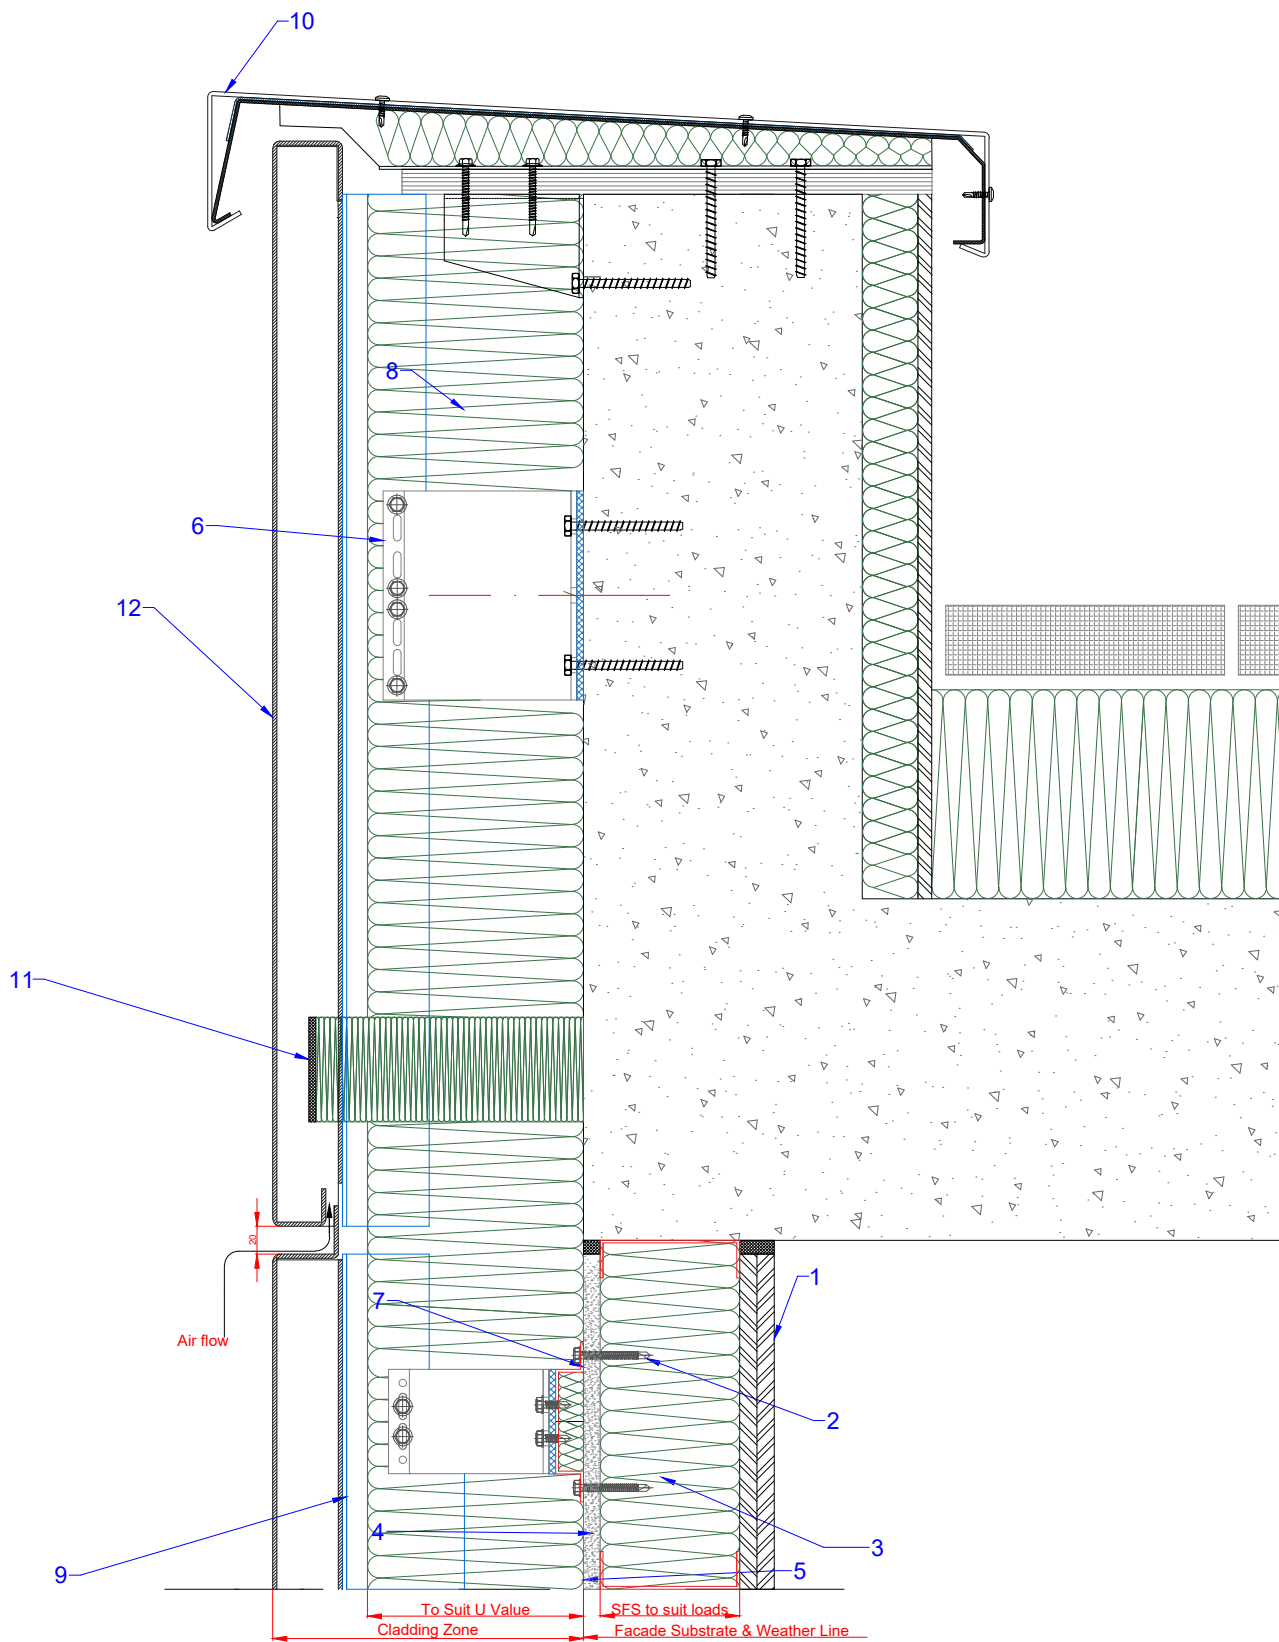 10
8
6
12
11
20
1
7
Air flow
2
4
3
5
9
To Suit U Value
SFS to suit loads
Cladding Zone
Facade Substrate & Weather Line